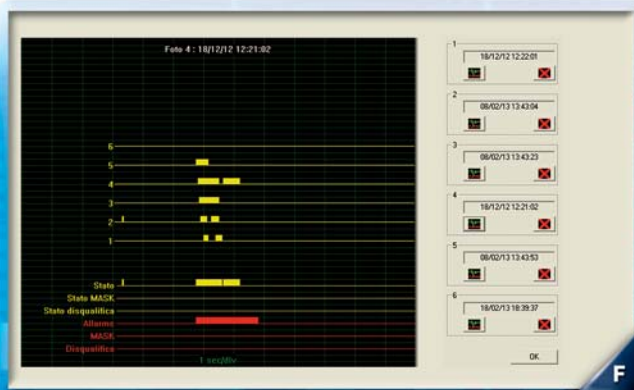 Foto 4 : 18/12/12 12:21:02
6
5
4
3
2
1
Stato
Stato MASK
Stato disqualifica
Allarme
MASK
Disqualifica
1 sec/div
1
18/12/12 12:22:01
2
08/02/13 13:43:04
3
08/02/13 13:43:23
4
18/12/12 12:21:02
5
08/02/13 13:43:53
6
18/02/13 18:39:37
OK
F